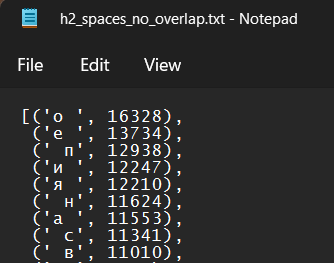 h2_spaces_no_overlap.txt - Notepad
File Edit View
[('о ', 16328),
('е ', 13734),
(' п', 12938),
('и ', 12247),
('я ', 12210),
(' н', 11624),
('а ', 11553),
(' с', 11341),
(' в', 11010),